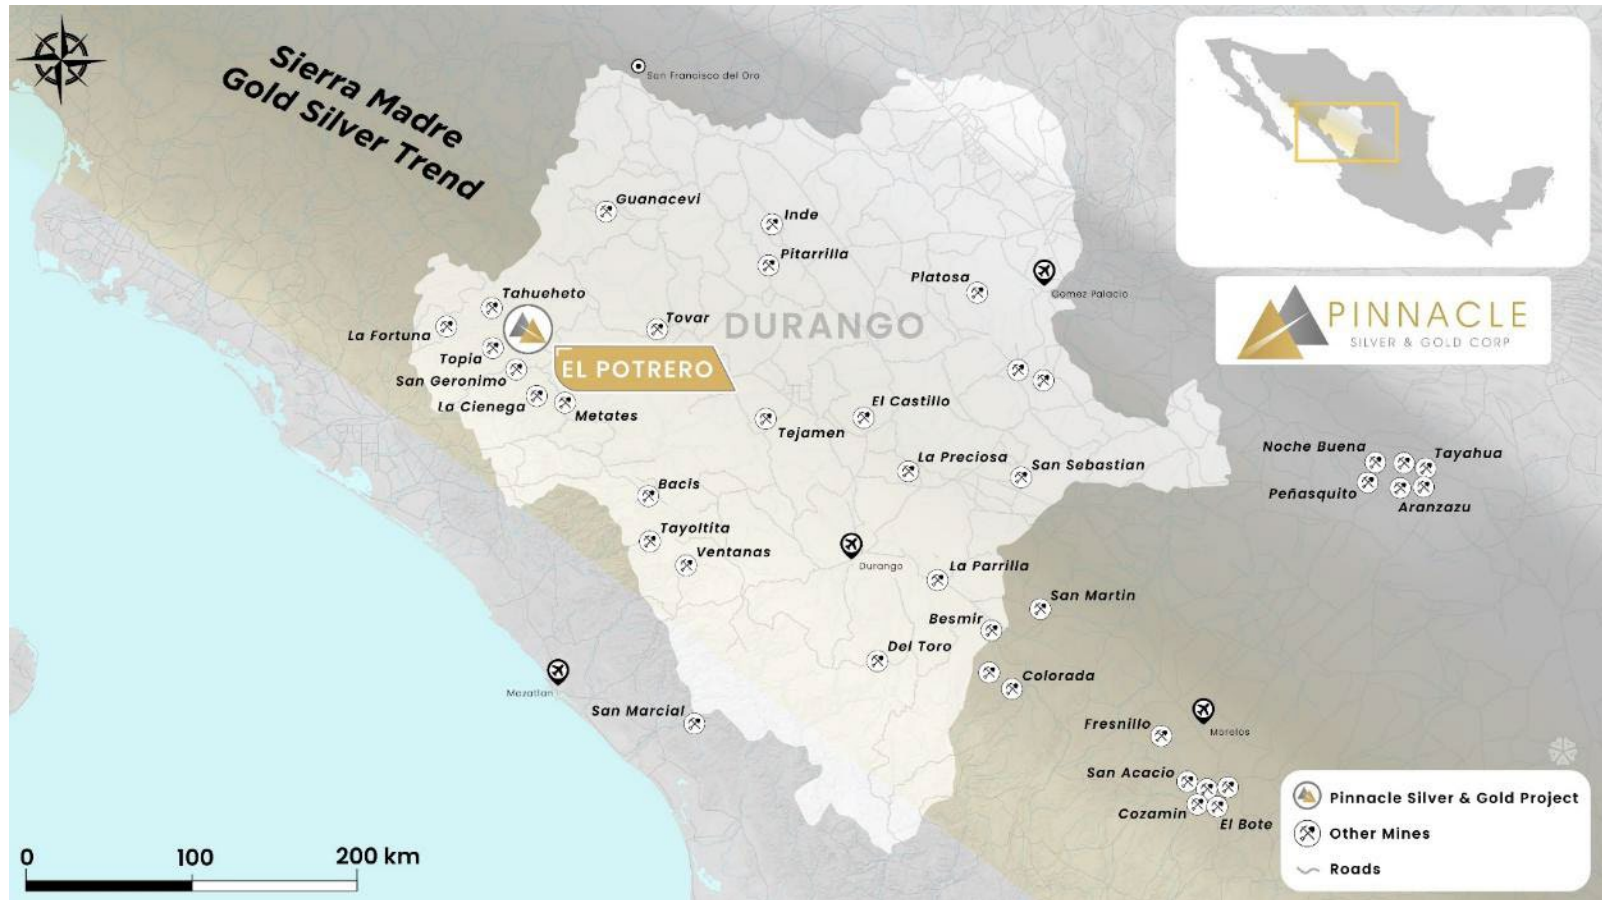 Sierra Madre
Gold Silver Trend
San Francisco del Oro
Guanacevi
Inde
Pitarrilla
Platosa
Gomez Palacio
Tahueheto
La Fortuna
Tovar
DURANGO
Topia
EL POTRERO
San Geronimo
La Cienega
Metates
El Castillo
Tejamen
La Preciosa
San Sebastian
Noche Buena
Tayahua
Peñasquito
Aranzazu
Bacis
Tayoltita
Ventanas
Durango
La Parrilla
San Martin
Besmir
Del Toro
Colorada
Mazatlan
San Marcial
Fresnillo
Morelos
San Acacio
Cozamin
El Bote
PINNACLE
SILVER & GOLD CORP
Pinnacle Silver & Gold Project
Other Mines
Roads
0 100 200 km